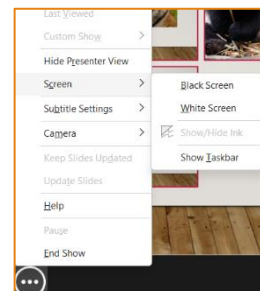 Last Viewed
Custom Show
Hide Presenter View
Screen
Subtitle Settings
Camera
Keep Slides Updated
Update Slides
Help
Pause
End Show
Black Screen
White Screen
Show/Hide Ink
Show Taskbar